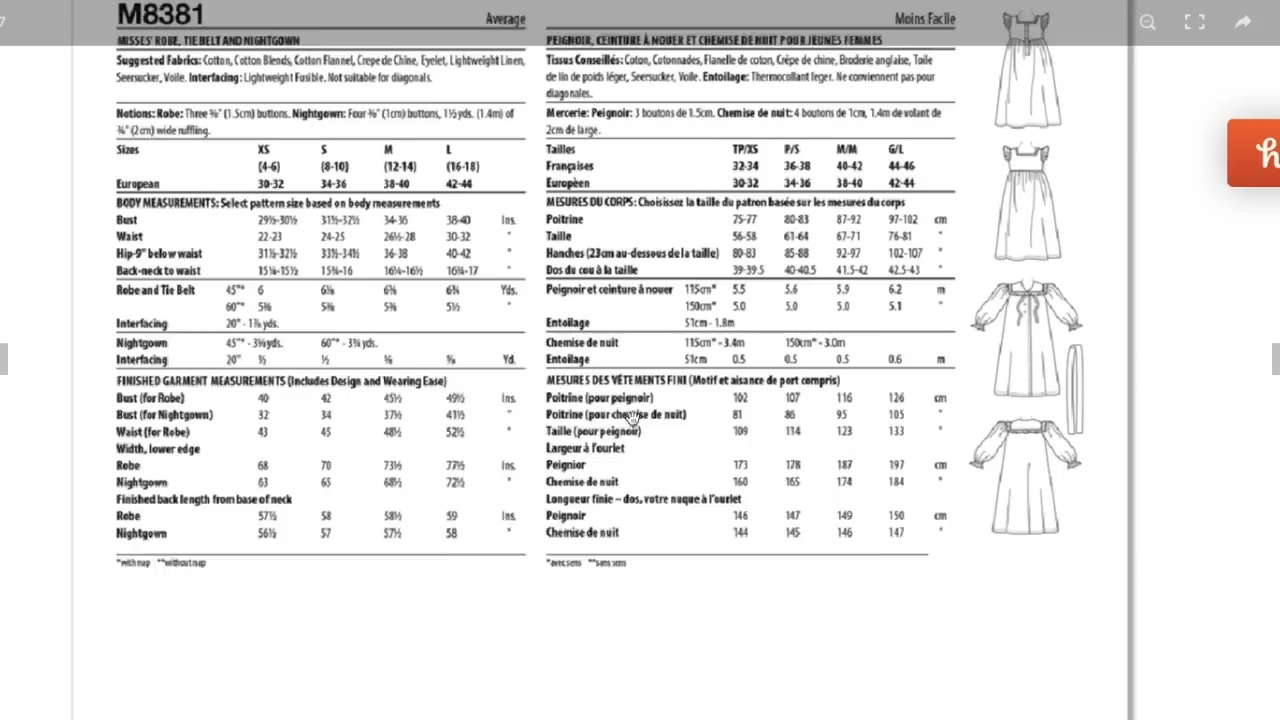 7
M8381
Average
MISSES' ROBE, TIE BELT AND NIGHTGOWN
Suggested Fabrics: Cotton, Cotton Blends, Cotton Flannel, Crepe de Chine, Eyelet, Lightweight Linen,
Seersucker, Voile. Interfacing: Lightweight Fusible. Not suitable for diagonals.
Notions: Robe: Three ⅝" (1.5cm) buttons. Nightgown: Four ⅜" (1cm) buttons, 1½ yds. (1.4m) of
¾" (2cm) wide ruffling.
Sizes XS S M L
(4-6) (8-10) (12-14) (16-18)
European 30-32 34-36 38-40 42-44
BODY MEASUREMENTS: Select pattern size based on body measurements
Bust 29½-30½ 31½-32½ 34-36 38-40 Ins.
Waist 22-23 24-25 26½-28 30-32 "
Hip-9" below waist 31½-32½ 33½-34½ 36-38 40-42 "
Back-neck to waist 15¼-15½ 15¾-16 16¼-16½ 16¾-17 "
Robe and Tie Belt 45"* 6 Yds.
60"* 5½ "
Interfacing 20" - yds.
Nightgown 45"* - yds. 60"* - yds.
Interfacing 20" ½ ½ ⅝ Yd.
FINISHED GARMENT MEASUREMENTS (Includes Design and Wearing Ease)
Bust (for Robe) 40 42 45½ 49½ Ins.
Bust (for Nightgown) 32 34 37½ 41½ "
Waist (for Robe) 43 45 48½ 52½ "
Width, lower edge
Robe 68 70 73½ 77½ Ins.
Nightgown 63 65 68½ 72½ "
Finished back length from base of neck
Robe 57½ 58 58½ 59 Ins.
Nightgown 56½ 57 57½ 58 "
*with nap **without nap
Moins Facile
PEIGNOIR, CEINTURE À NOUER ET CHEMISE DE NUIT POUR JEUNES FEMMES
Tissus Conseillés: Coton, Cotonnades, Flanelle de coton, Crêpe de chine, Broderie anglaise, Toile
de lin de poids léger, Seersucker, Voile. Entoilage: Thermocollant leger. Ne conviennent pas pour
diagonales.
Mercerie: Peignoir: 3 boutons de 1.5cm. Chemise de nuit: 4 boutons de 1cm, 1.4m de volant de
2cm de large.
Tailles TP/XS P/S M/M G/L
Françaises 32-34 36-38 40-42 44-46
Europèen 30-32 34-36 38-40 42-44
MESURES DU CORPS: Choisissez la taille du patron basée sur les mesures du corps
Poitrine 75-77 80-83 87-92 97-102 cm
Taille 56-58 61-64 67-71 76-81 "
Hanches (23cm au-dessous de la taille) 80-83 85-88 92-97 102-107 "
Dos du cou à la taille 39-39.5 40-40.5 41.5-42 42.5-43 "
Peignoir et ceinture à nouer 115cm* 5.5 5.6 5.9 6.2 m
150cm* 5.0 5.0 5.0 5.1 "
Entoilage 51cm - 1.8m
Chemise de nuit 115cm* - 3.4m 150cm* - 3.0m
Entoilage 51cm 0.5 0.5 0.5 0.6 m
MESURES DES VÉTEMENTS FINI (Motif et aisance de port compris)
Poitrine (pour peignoir) 102 107 116 126 cm
Poitrine (pour chemise de nuit) 81 86 95 105 "
Taille (pour peignoir) 109 114 123 133 "
Largeur à l'ourlet
Peignior 173 178 187 197 cm
Chemise de nuit 160 165 174 184 "
Longueur finie – dos, votre nuque à l'ourlet
Peignoir 146 147 149 150 cm
Chemise de nuit 144 145 146 147 "
*avec sens **sans sens
h